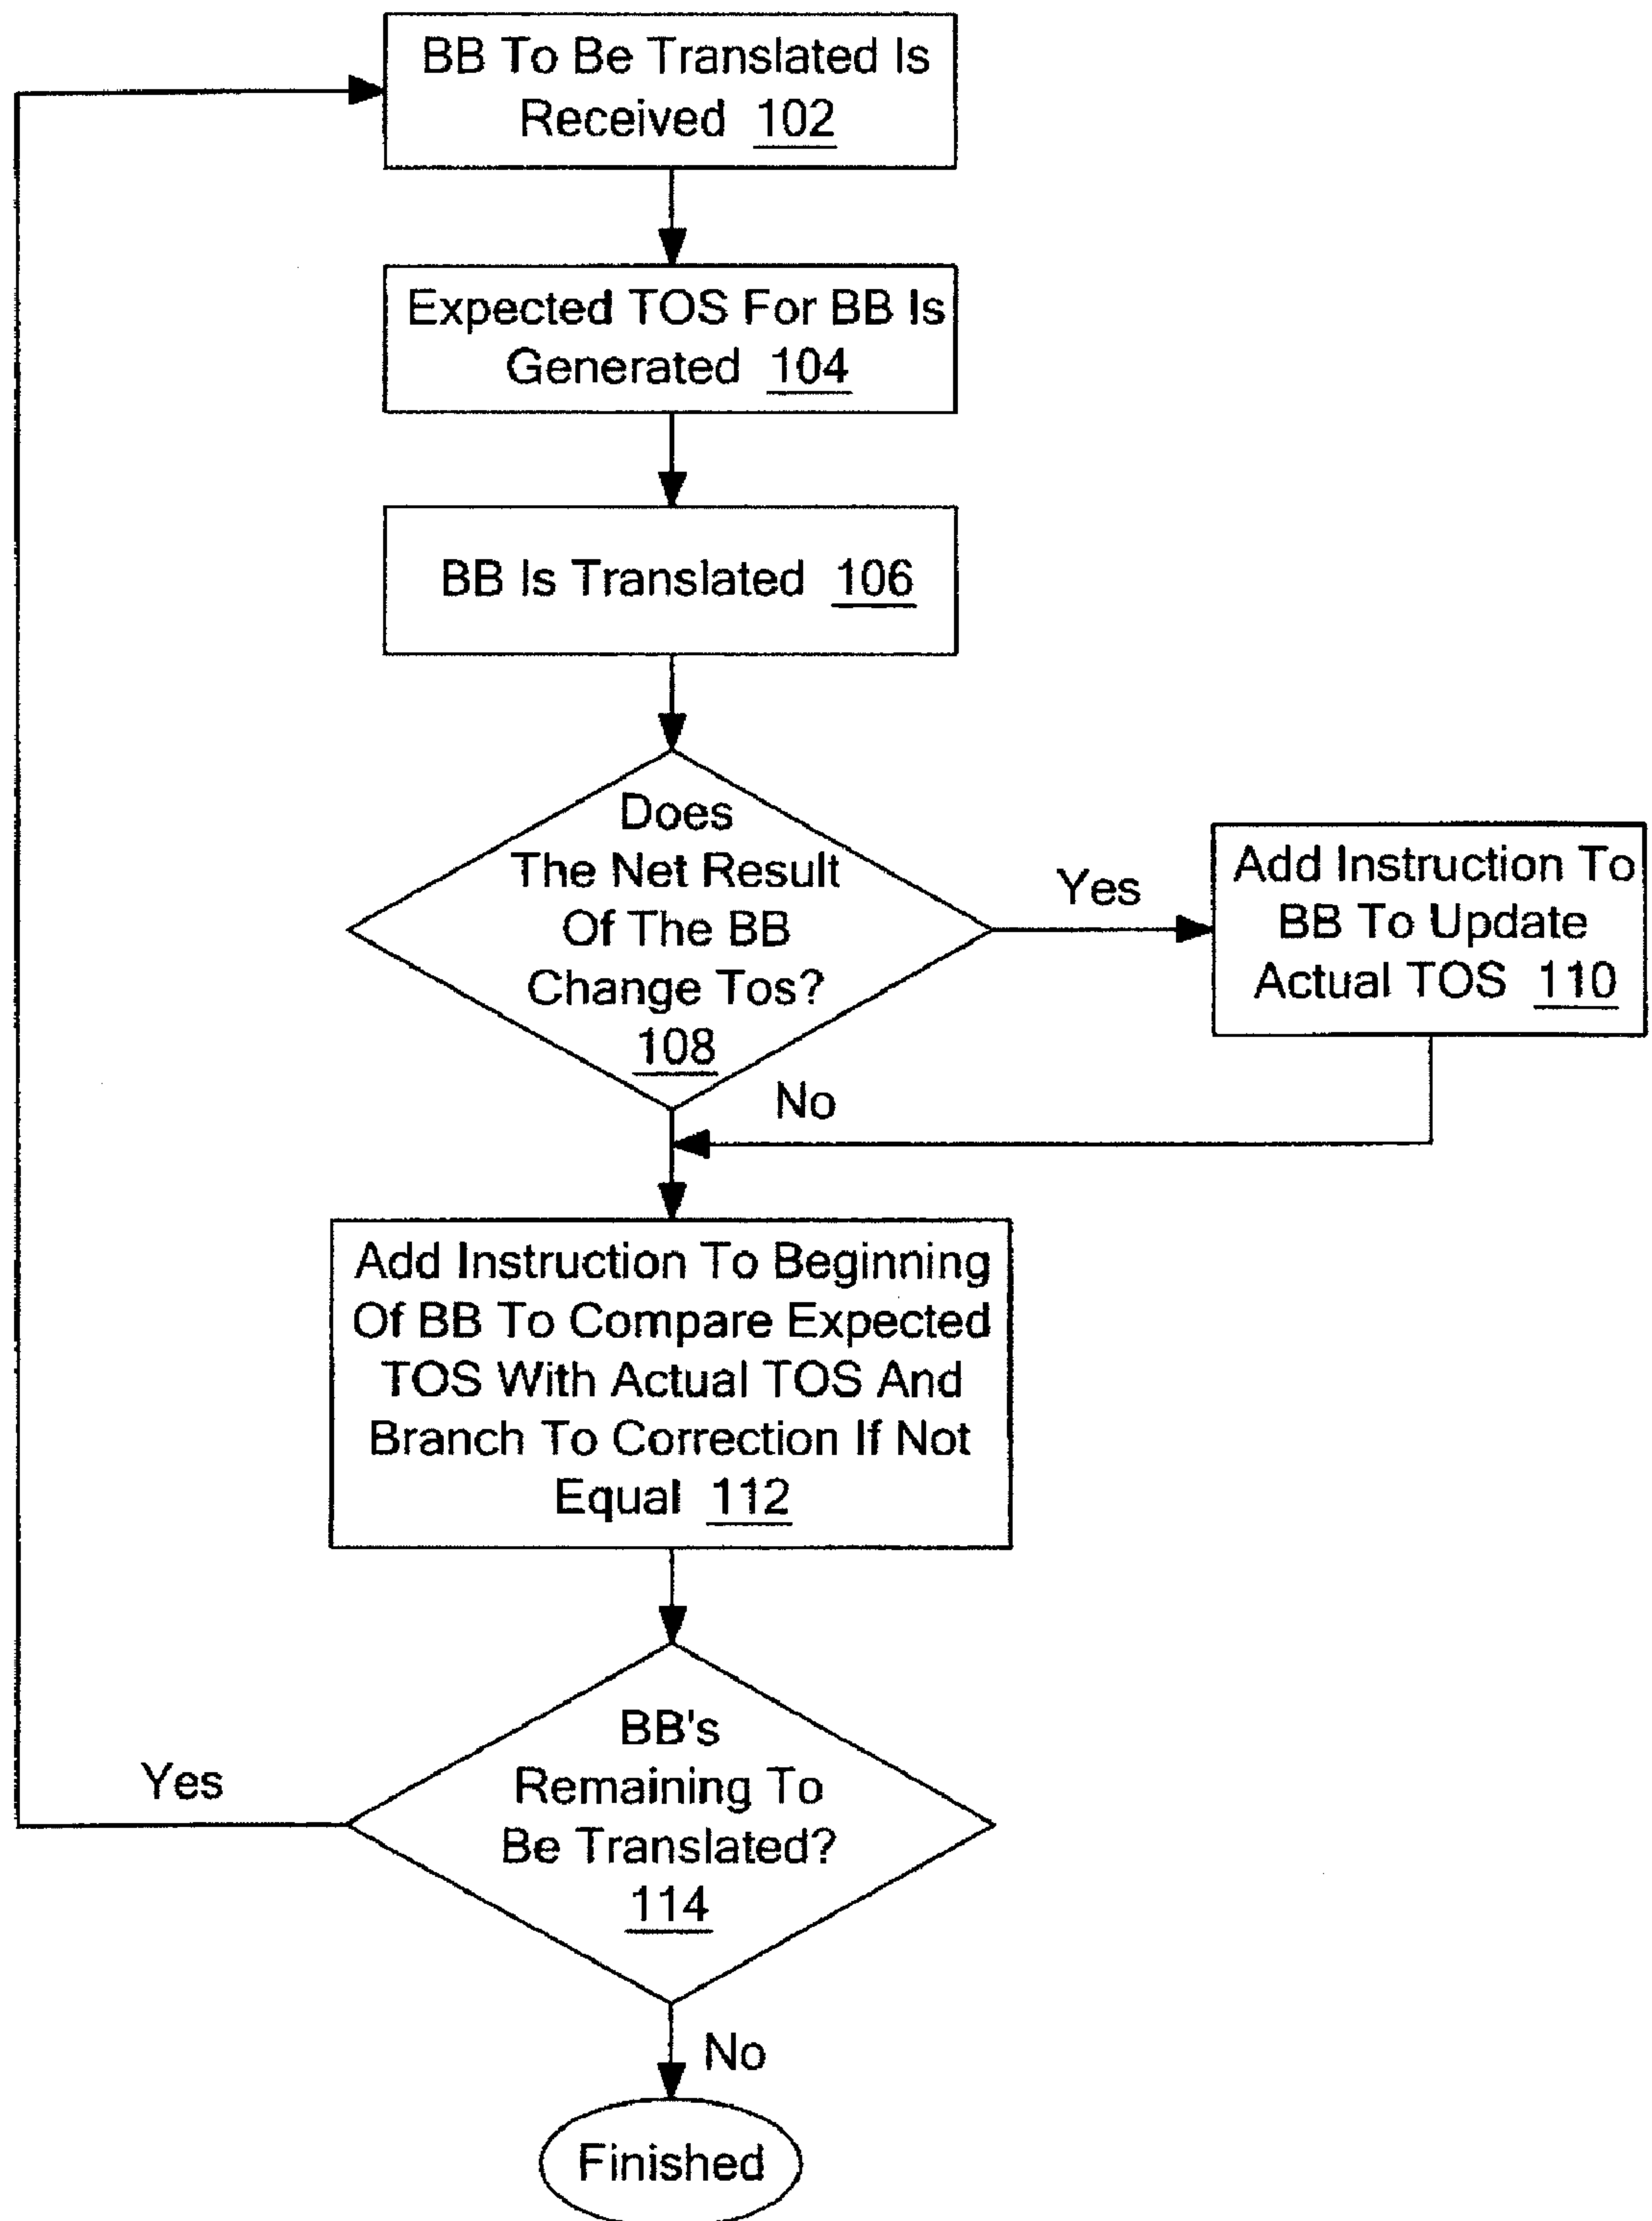 BB To Be Translated Is
Received 102
Expected TOS For BB Is
Generated 104
BB Is Translated 106
Does
The Net Result
Of The BB
Change Tos?
108
Yes
Add Instruction To
BB To Update
Actual TOS 110
No
Add Instruction To Beginning
Of BB To Compare Expected
TOS With Actual TOS And
Branch To Correction If Not
Equal 112
BB's
Remaining To
Be Translated?
114
Yes
No
Finished